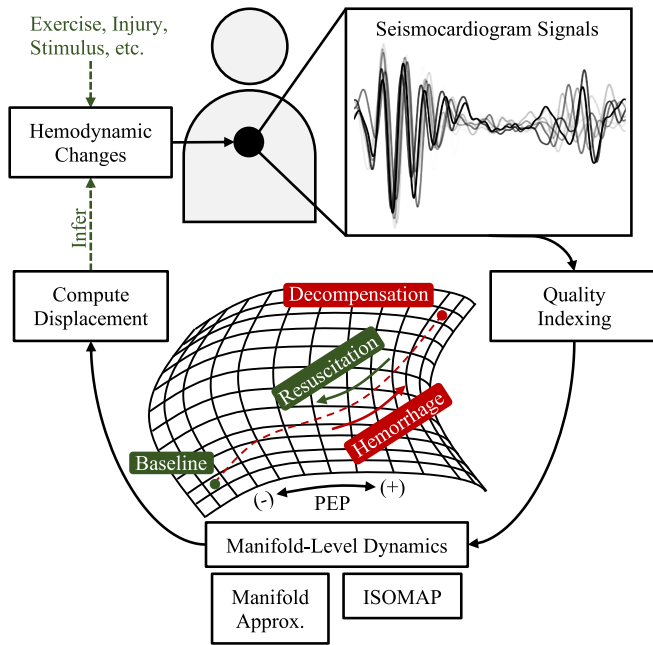 Exercise, Injury,
Stimulus, etc.
Seismocardiogram Signals
Hemodynamic
Changes
Infer
Compute
Displacement
Decompensation
Quality
Indexing
Resuscitation
Hemorrhage
Baseline
(-)
PEP
(+)
Manifold-Level Dynamics
Manifold
Approx.
ISOMAP